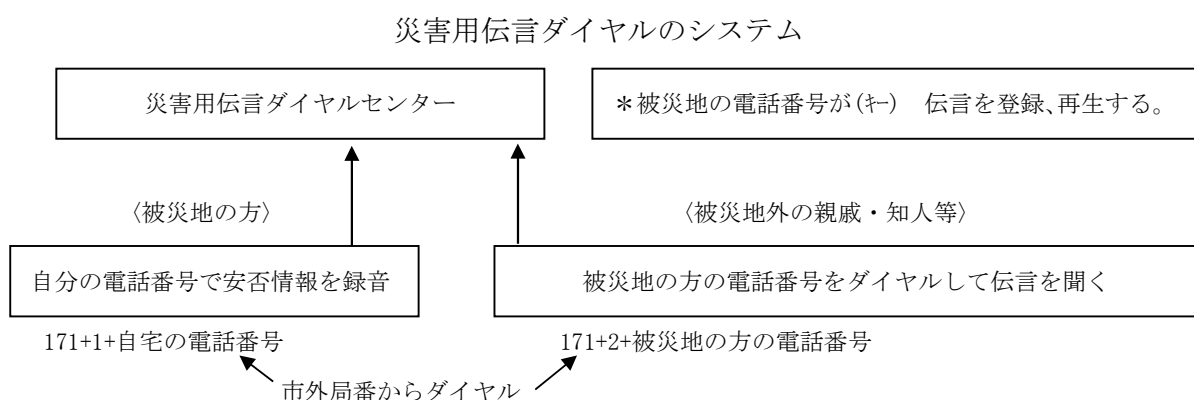 災害用伝言ダイヤルのシステム
災害用伝言ダイヤルセンター
＊被災地の電話番号が(キー)　伝言を登録、再生する。
〈被災地の方〉
〈被災地外の親戚・知人等〉
自分の電話番号で安否情報を録音
被災地の方の電話番号をダイヤルして伝言を聞く
171+1+自宅の電話番号
171+2+被災地の方の電話番号
市外局番からダイヤル